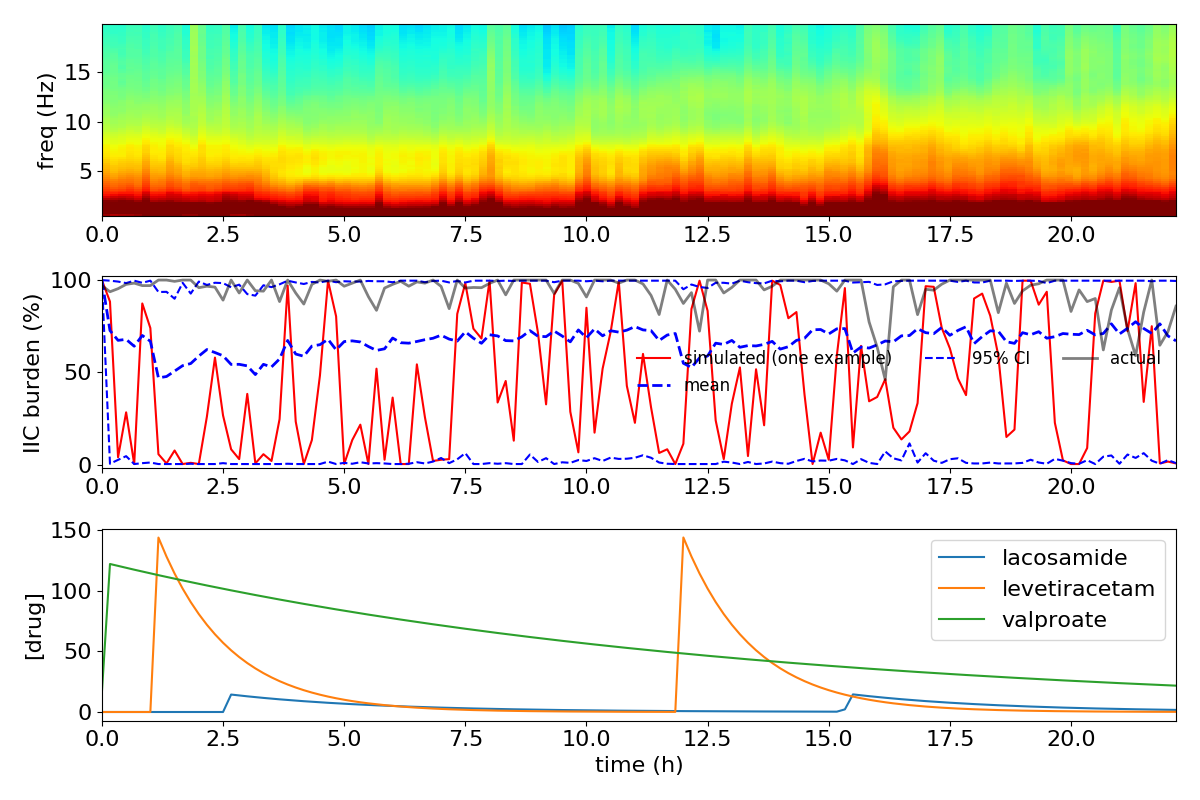 freq (Hz)
15
10
5
0.0 2.5 5.0 7.5 10.0 12.5 15.0 17.5 20.0
IIC burden (%)
100
50
0
simulated (one example) 95% CI actual
mean
0.0 2.5 5.0 7.5 10.0 12.5 15.0 17.5 20.0
[drug]
150
100
50
0
lacosamide
levetiracetam
valproate
0.0 2.5 5.0 7.5 10.0 12.5 15.0 17.5 20.0
time (h)